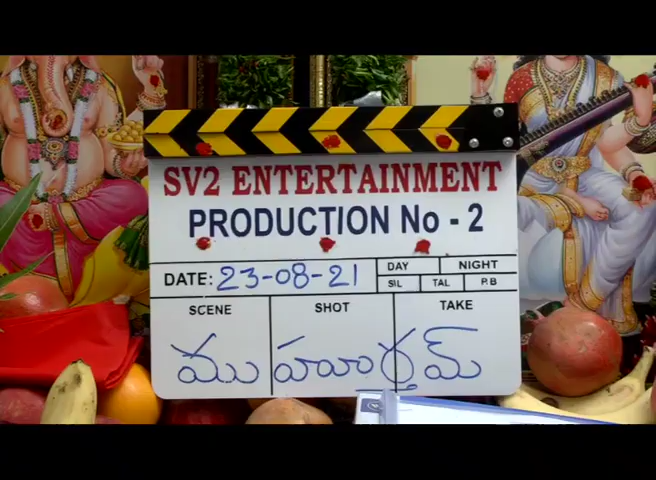 SV2 ENTERTAINMENT
PRODUCTION No - 2
DATE: 23-08-21
DAY NIGHT
SIL TAL P.B
SCENE SHOT TAKE
ముహూర్తమ్